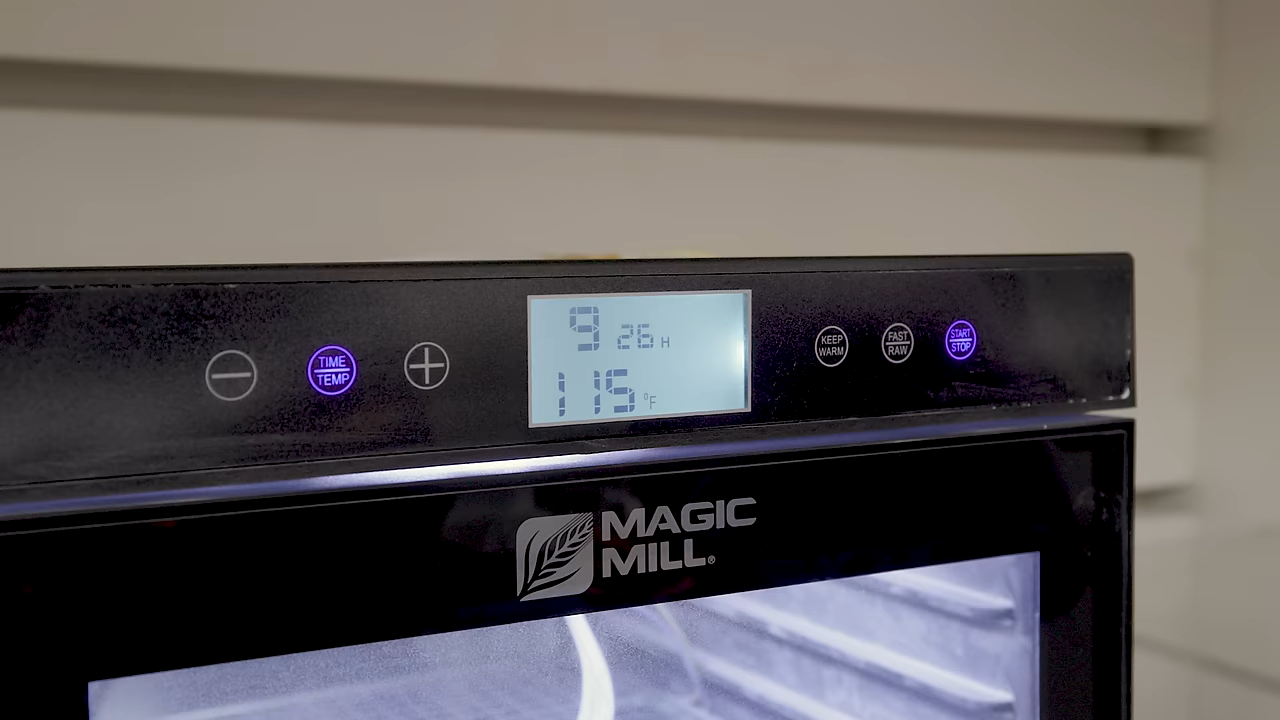 TIME
TEMP
9 26 H
115 °F
KEEP
WARM
FAST
RAW
START
STOP
MAGIC
MILL®